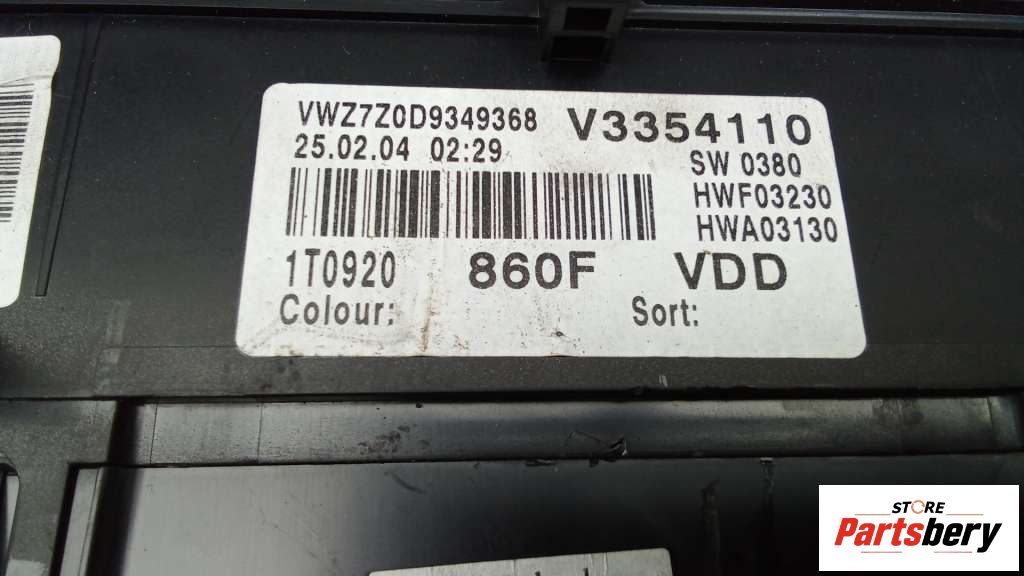 VWZ7Z0D9349368 V3354110
25.02.04 02:29 SW 0380
HWF03230
HWA03130
1T0920 860F VDD
Colour: Sort:
STORE
Partsbery